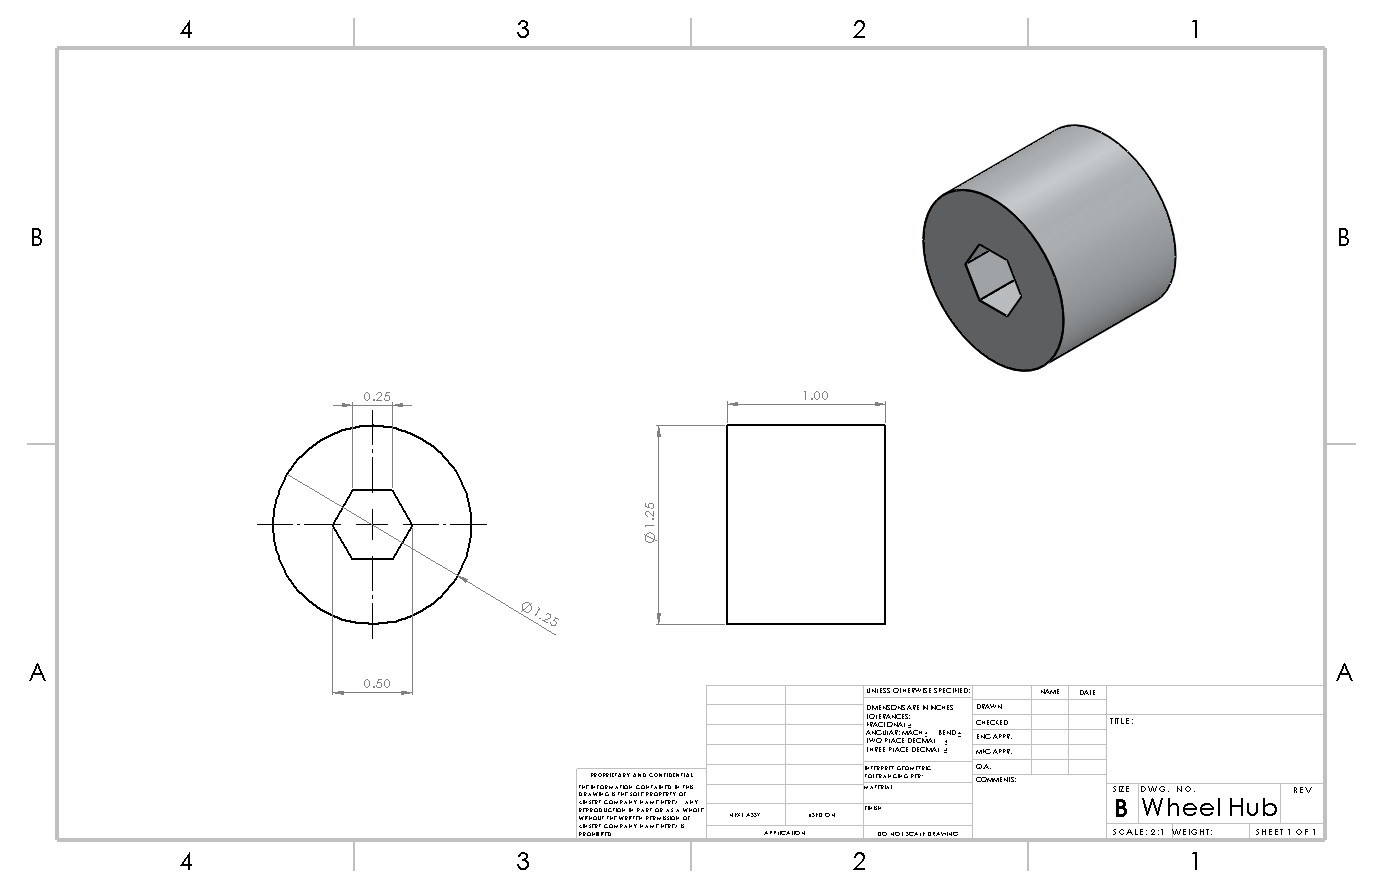 4 3 2 1
B B
0.25
1.00
Ø1.25
Ø1.25
0.50
A A
UNLESS OTHERWISE SPECIFIED:
DIMENSIONS ARE IN INCHES
TOLERANCES:
FRACTIONAL±
ANGULAR: MACH± BEND±
TWO PLACE DECIMAL ±
THREE PLACE DECIMAL ±
INTERPRET GEOMETRIC
TOLERANCING PER:
MATERIAL
FINISH
DO NOT SCALE DRAWING
NAME DATE
DRAWN
CHECKED
ENG APPR.
MFG APPR.
Q.A.
COMMENTS:
PROPRIETARY AND CONFIDENTIAL
THE INFORMATION CONTAINED IN THIS
DRAWING IS THE SOLE PROPERTY OF
<INSERT COMPANY NAME HERE>. ANY
REPRODUCTION IN PART OR AS A WHOLE
WITHOUT THE WRITTEN PERMISSION OF
<INSERT COMPANY NAME HERE> IS
PROHIBITED.
NEXT ASSY USED ON
APPLICATION
TITLE:
SIZE DWG. NO. REV
B Wheel Hub
SCALE: 2:1 WEIGHT: SHEET 1 OF 1
4 3 2 1